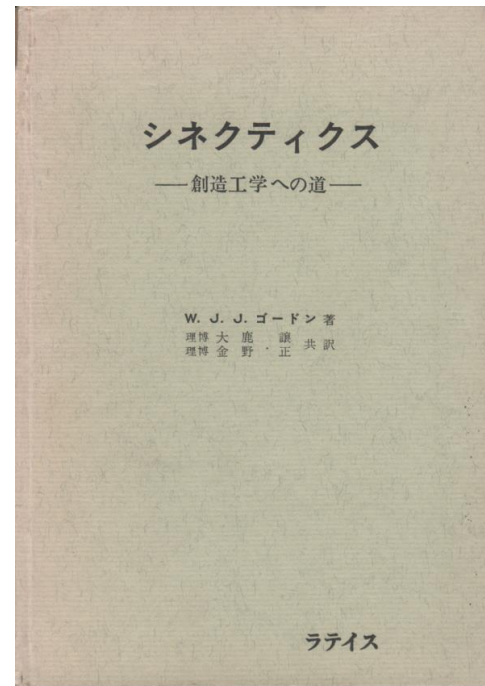 シネクティクス
――創造工学への道――
W. J. J. ゴードン 著
理博 大鹿 譲
理博 金野・正 共訳
ラテイス